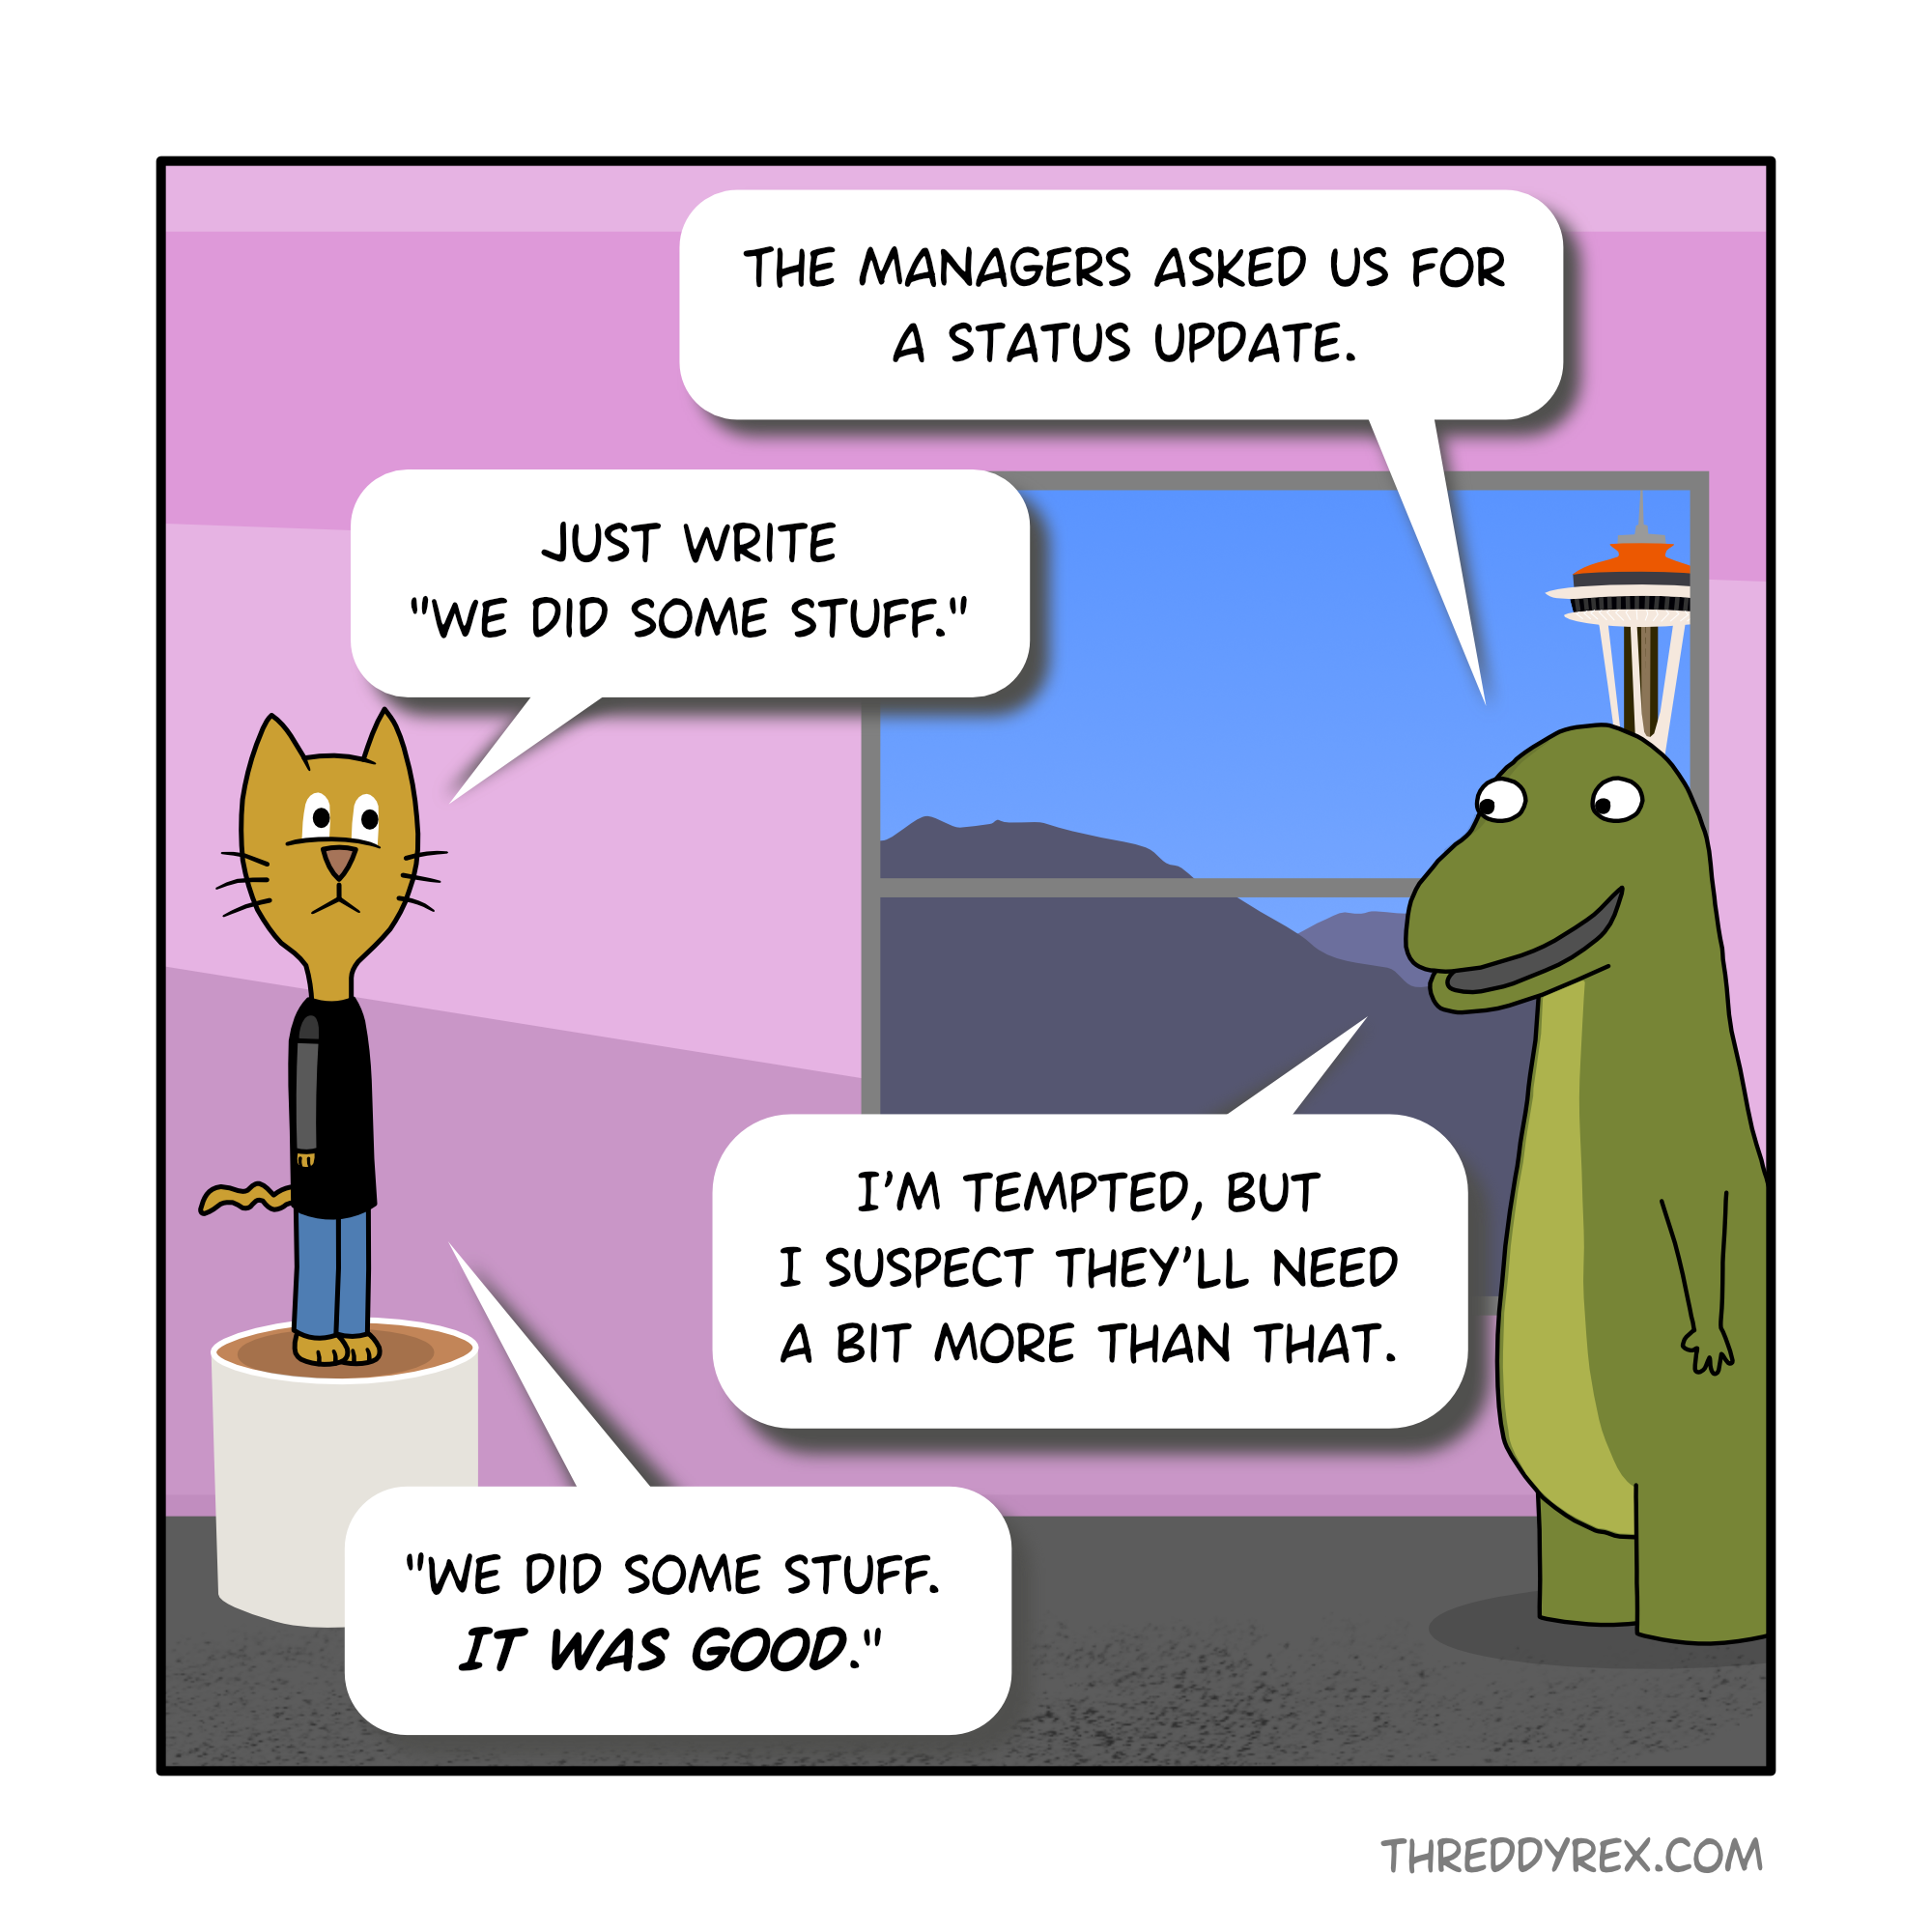 THE MANAGERS ASKED US FOR
A STATUS UPDATE.
JUST WRITE
"WE DID SOME STUFF."
I'M TEMPTED, BUT
I SUSPECT THEY'LL NEED
A BIT MORE THAN THAT.
"WE DID SOME STUFF.
IT WAS GOOD."
THREDDYREX.COM